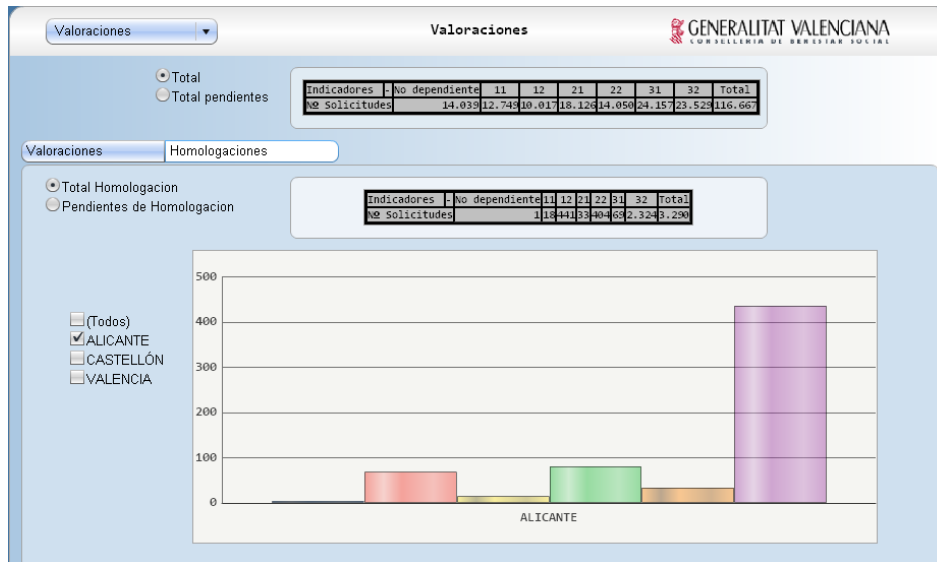 Valoraciones
Valoraciones
GENERALITAT VALENCIANA
CONSELLERIA DE BENESTAR SOCIAL
Total
Total pendientes
Indicadores - No dependiente 11 12 21 22 31 32 Total
Nº Solicitudes 14.039 12.749 10.017 18.126 14.050 24.157 23.529 116.667
Valoraciones Homologaciones
Total Homologacion
Pendientes de Homologacion
Indicadores - No dependiente 11 12 21 22 31 32 Total
Nº Solicitudes 1 18 441 33 404 69 2.324 3.290
(Todos)
ALICANTE
CASTELLÓN
VALENCIA
500
400
300
200
100
0
ALICANTE